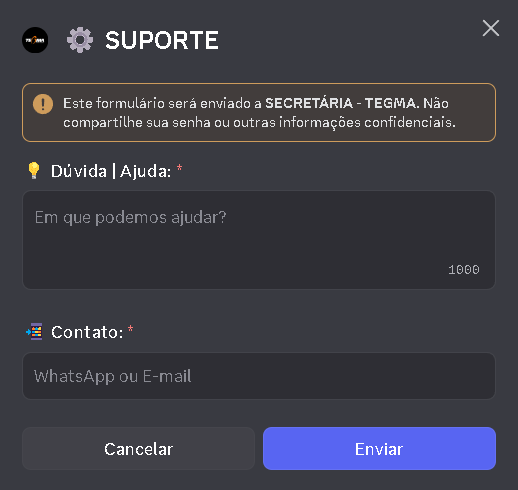 SUPORTE
Este formulário será enviado a SECRETÁRIA - TEGMA. Não
compartilhe sua senha ou outras informações confidenciais.
Dúvida | Ajuda: *
Em que podemos ajudar?
1000
Contato: *
WhatsApp ou E-mail
Cancelar
Enviar